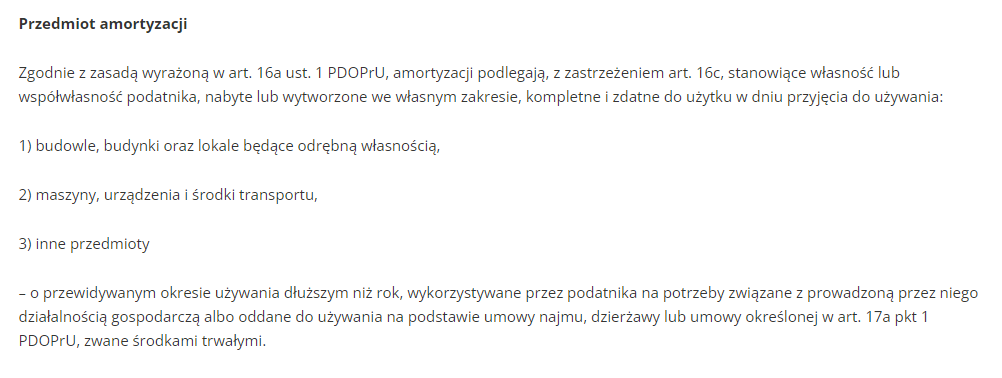 Przedmiot amortyzacji
Zgodnie z zasadą wyrażoną w art. 16a ust. 1 PDOPrU, amortyzacji podlegają, z zastrzeżeniem art. 16c, stanowiące własność lub
współwłasność podatnika, nabyte lub wytworzone we własnym zakresie, kompletne i zdatne do użytku w dniu przyjęcia do używania:
1) budowle, budynki oraz lokale będące odrębną własnością,
2) maszyny, urządzenia i środki transportu,
3) inne przedmioty
– o przewidywanym okresie używania dłuższym niż rok, wykorzystywane przez podatnika na potrzeby związane z prowadzoną przez niego
działalnością gospodarczą albo oddane do używania na podstawie umowy najmu, dzierżawy lub umowy określonej w art. 17a pkt 1
PDOPrU, zwane środkami trwałymi.